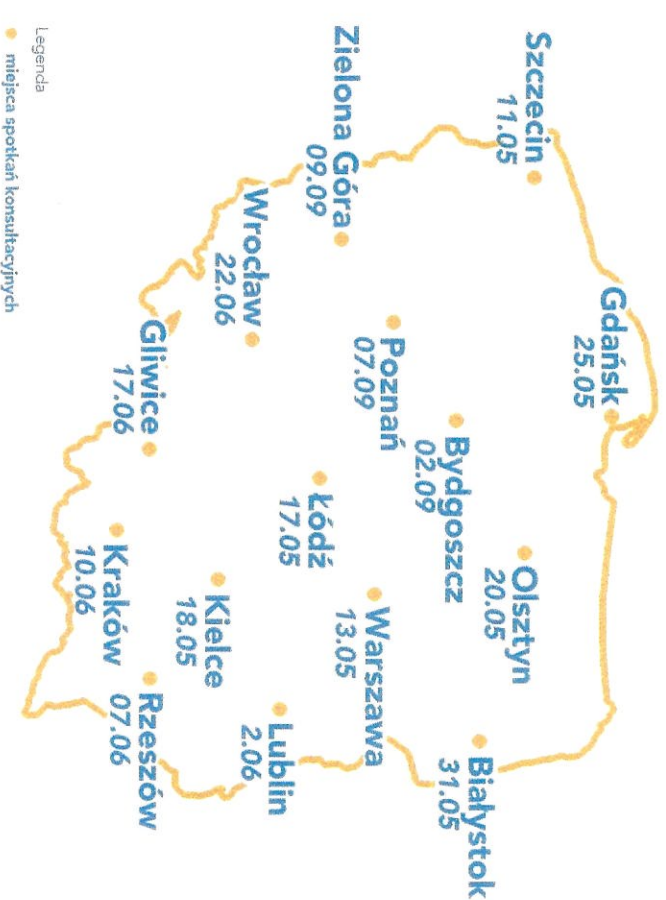 Gdańsk
25.05
Szczecin
11.05
Olsztyn
20.05
Białystok
31.05
Bydgoszcz
02.09
Poznań
07.09
Warszawa
13.05
Zielona Góra
09.09
Łódź
17.05
Lublin
2.06
Wrocław
22.06
Kielce
18.05
Gliwice
17.06
Rzeszów
07.06
Kraków
10.06
Legenda
miejsca spotkań konsultacyjnych